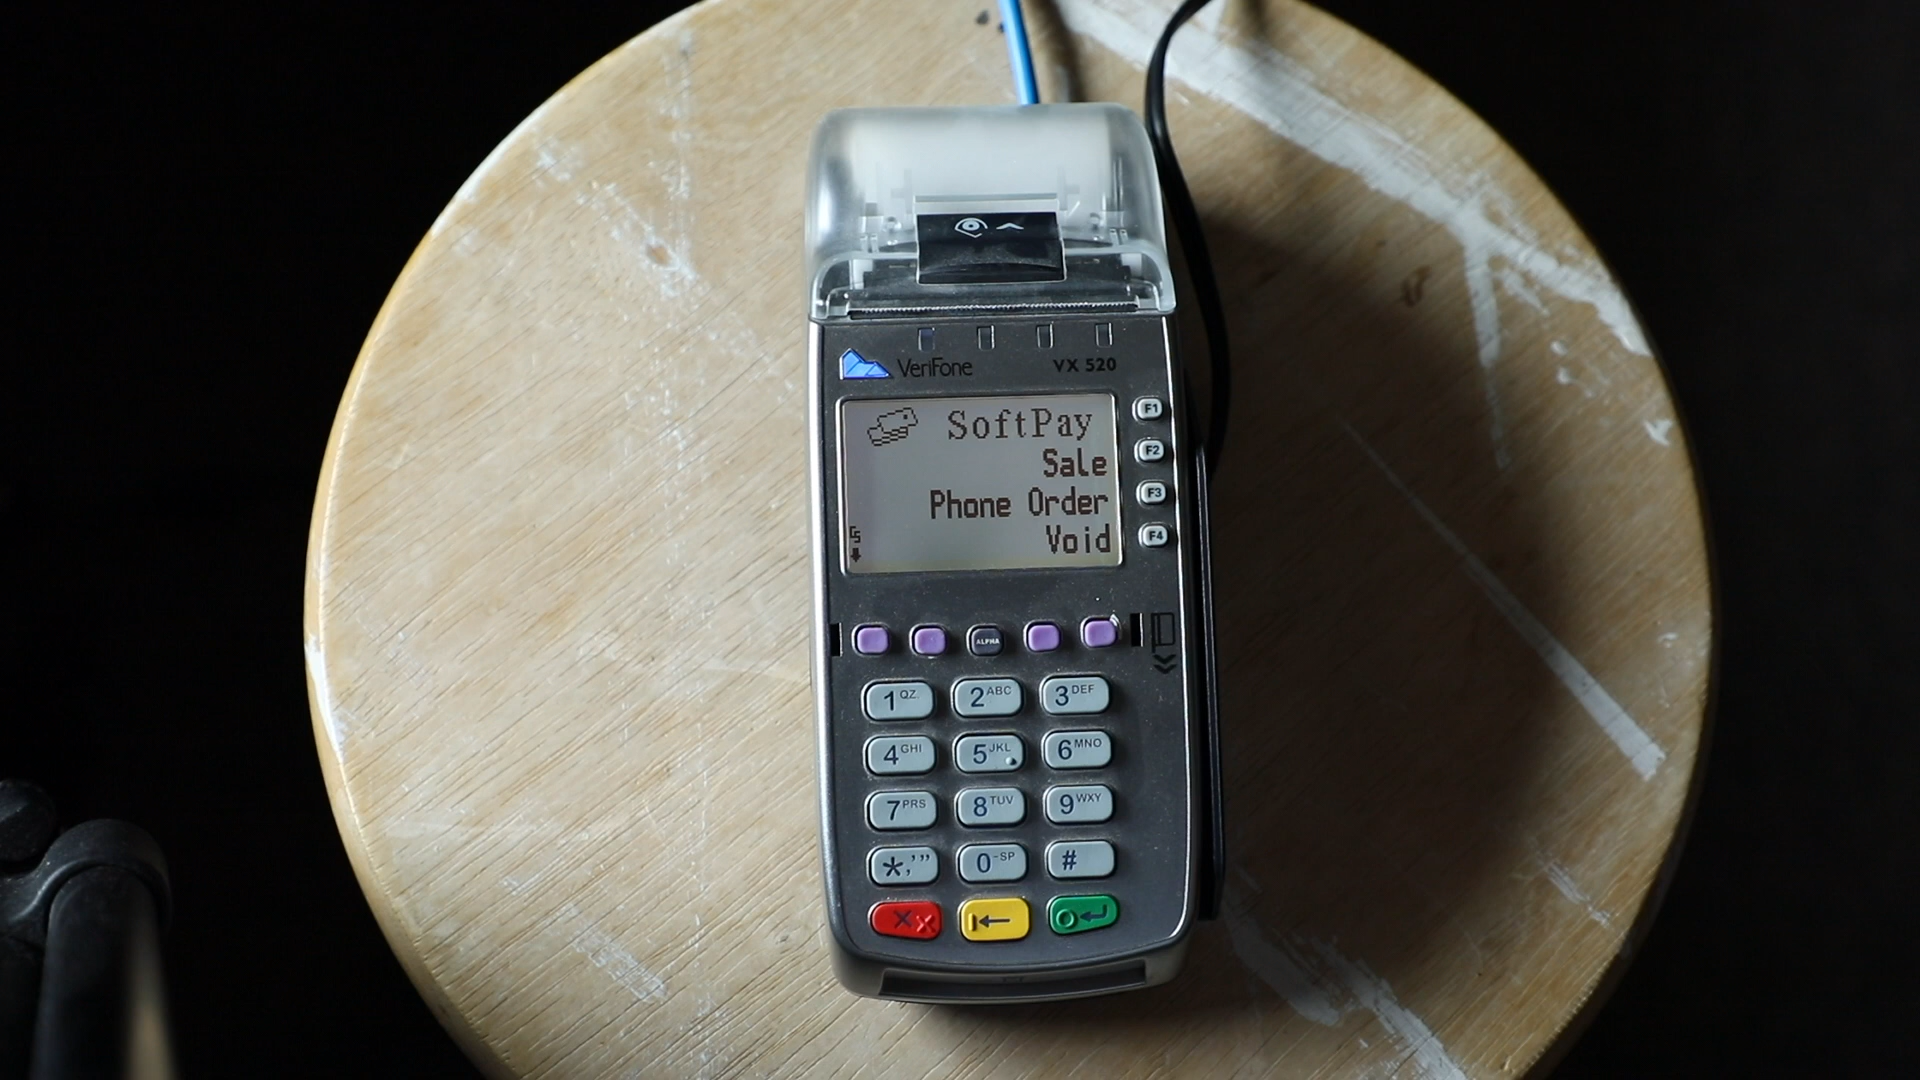 VeriFone VX 520
SoftPay
F1
Sale
F2
Phone Order
F3
Void
F4
ALPHA
1 QZ. 2 ABC 3 DEF
4 GHI 5 JKL 6 MNO
7 PRS 8 TUV 9 WXY
*,'" 0 -SP #